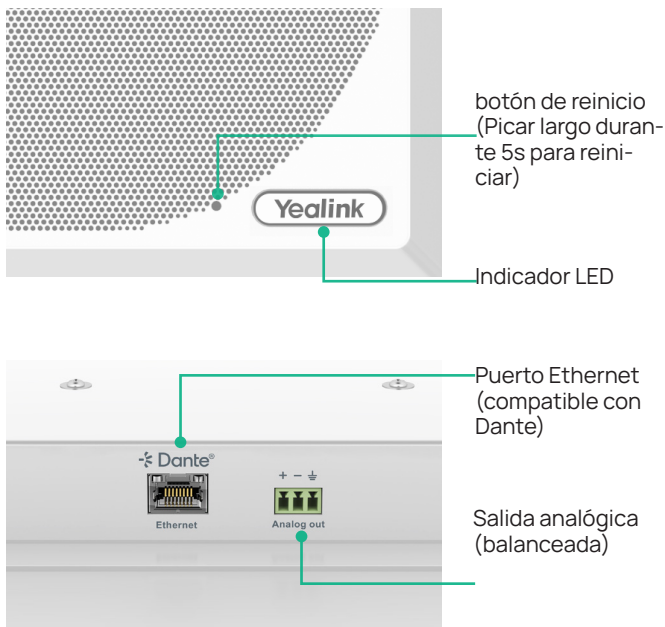 botón de reinicio
(Picar largo duran-
te 5s para reini-
ciar)
Yealink
Indicador LED
Puerto Ethernet
(compatible con
Dante)
Dante®
+ − ⏚
Ethernet
Analog out
Salida analógica
(balanceada)